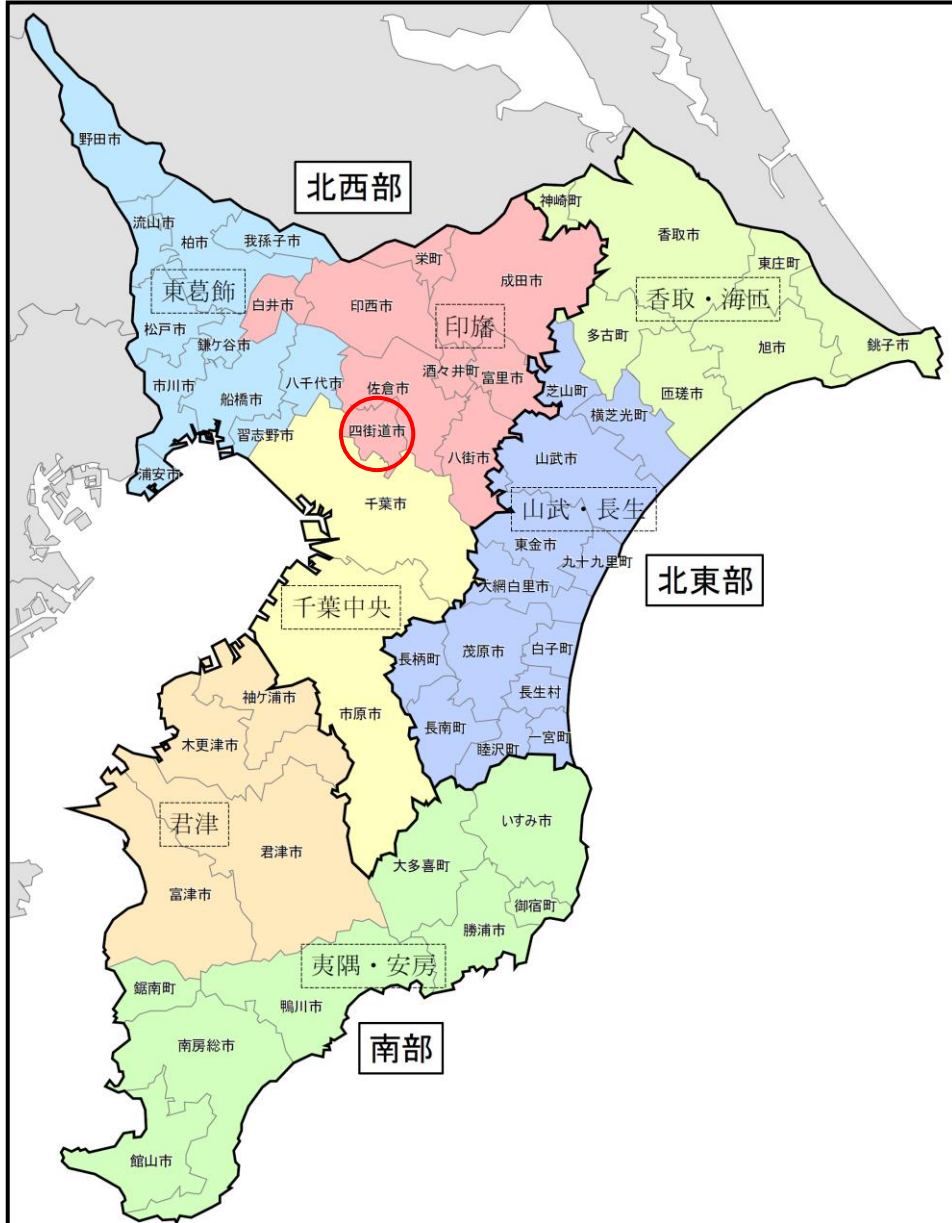 野田市
北西部
神崎町
香取市
流山市
柏市
我孫子市
栄町
成田市
東庄町
東葛飾
白井市
印西市
印旛
香取・海匝
松戸市
鎌ケ谷市
多古町
旭市
銚子市
市川市
船橋市
八千代市
佐倉市
酒々井町
富里市
芝山町
匝瑳市
横芝光町
習志野市
四街道市
八街市
山武市
浦安市
千葉市
山武・長生
東金市
九十九里町
大網白里市
北東部
千葉中央
長柄町
茂原市
白子町
袖ケ浦市
市原市
長南町
長生村
木更津市
睦沢町
一宮町
君津
いすみ市
君津市
大多喜町
富津市
御宿町
勝浦市
夷隅・安房
鋸南町
鴨川市
南房総市
南部
館山市